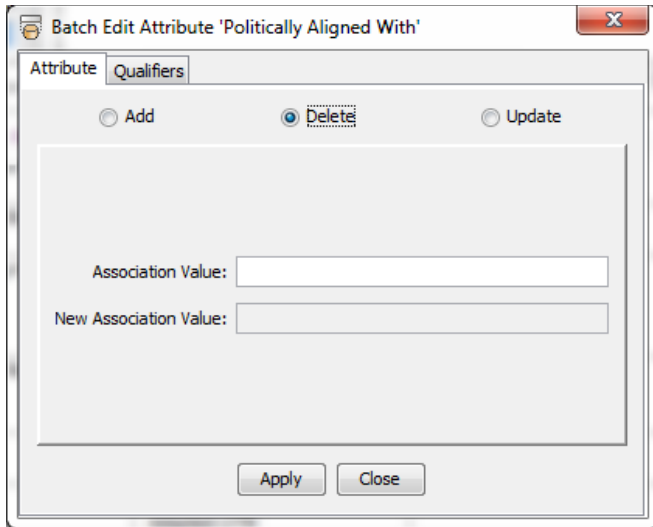 Batch Edit Attribute 'Politically Aligned With'
Attribute Qualifiers
Add Delete Update
Association Value:
New Association Value:
Apply Close